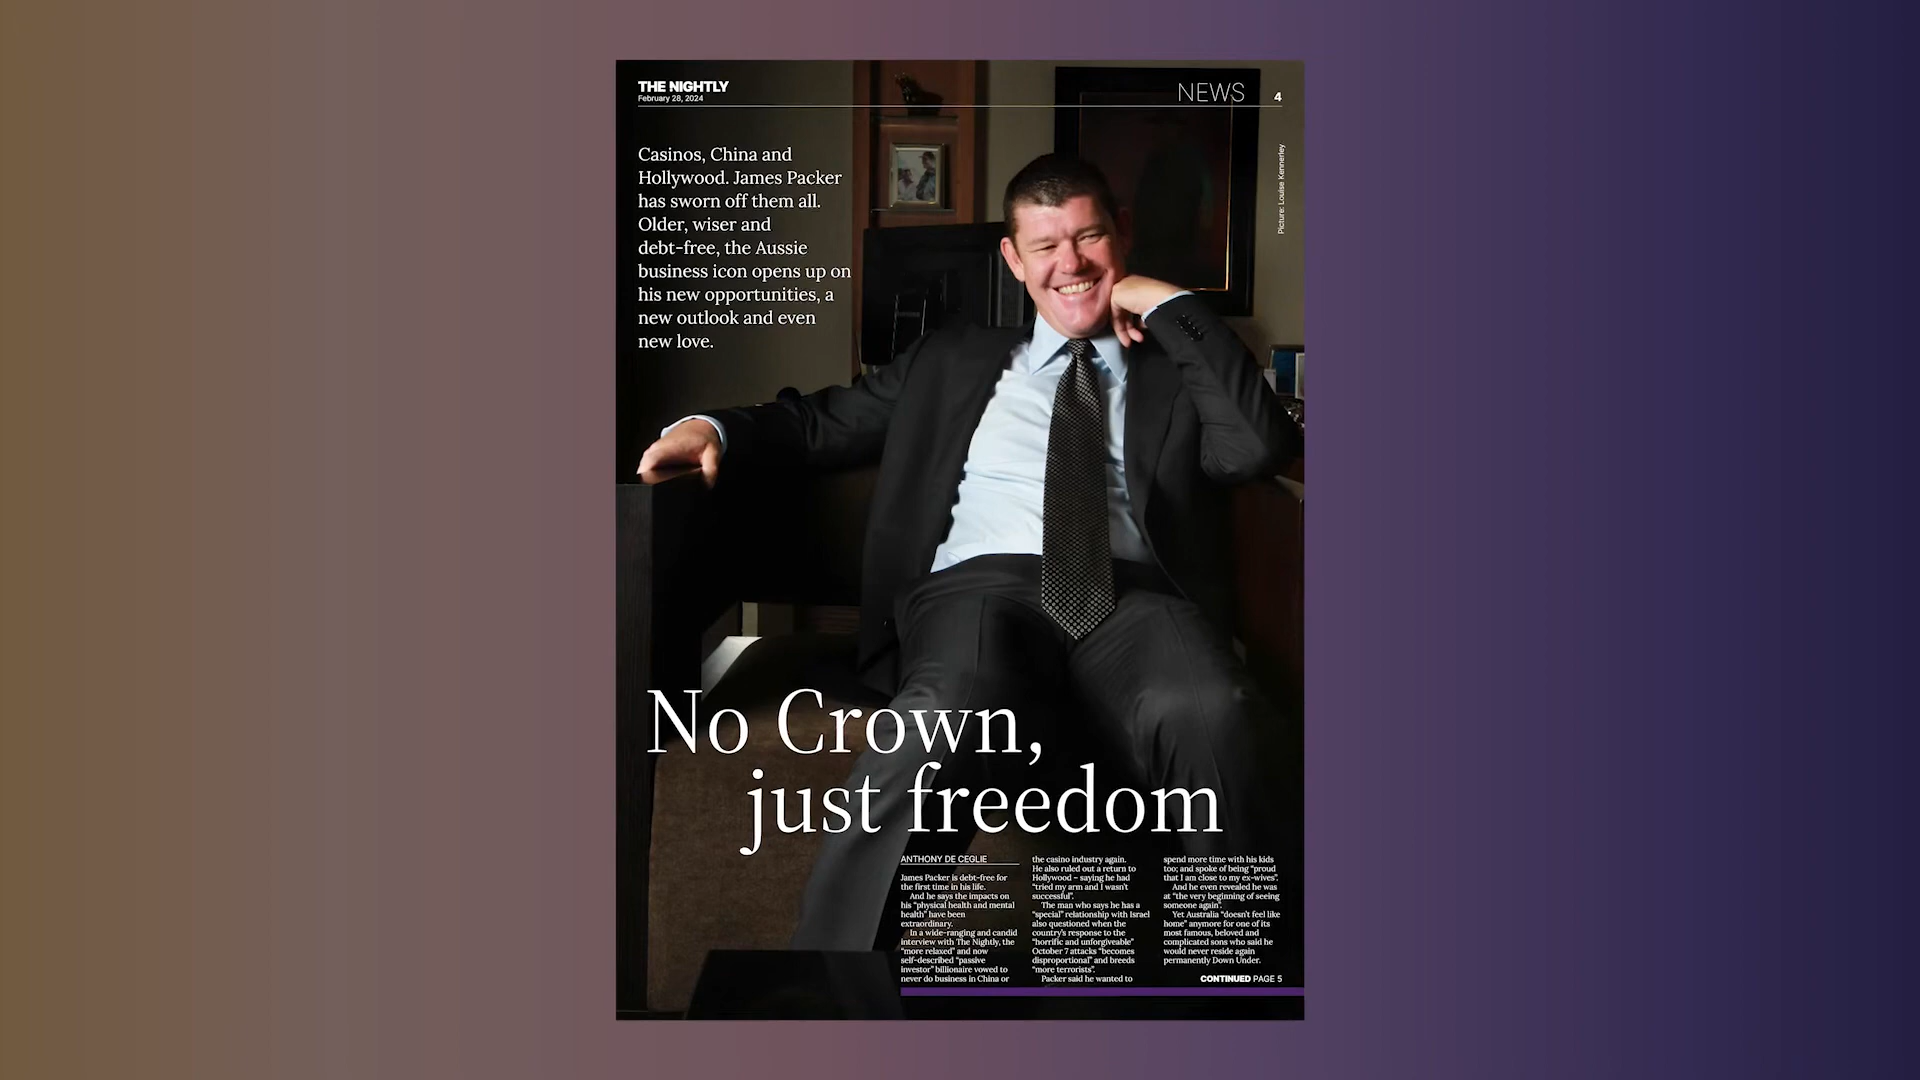 THE NIGHTLY
February 28, 2024
NEWS
4
Picture: Louise Kennerley
Casinos, China and
Hollywood. James Packer
has sworn off them all.
Older, wiser and
debt-free, the Aussie
business icon opens up on
his new opportunities, a
new outlook and even
new love.
No Crown,
just freedom
ANTHONY DE CEGLIE
James Packer is debt-free for
the first time in his life.
And he says the impacts on
his “physical health and mental
health” have been
extraordinary.
In a wide-ranging and candid
interview with The Nightly, the
“more relaxed” and now
self-described “passive
investor” billionaire vowed to
never do business in China or
the casino industry again.
He also ruled out a return to
Hollywood – saying he had
“tried my arm and I wasn’t
successful”.
The man who says he has a
“special” relationship with Israel
also questioned when the
country’s response to the
“horrific and unforgiveable”
October 7 attacks “becomes
disproportional” and breeds
“more terrorists”.
Packer said he wanted to
spend more time with his kids
too; and spoke of being “proud
that I am close to my ex-wives”.
And he even revealed he was
at “the very beginning of seeing
someone again”.
Yet Australia “doesn’t feel like
home” anymore for one of its
most famous, beloved and
complicated sons who said he
would never reside again
permanently Down Under.
CONTINUED PAGE 5